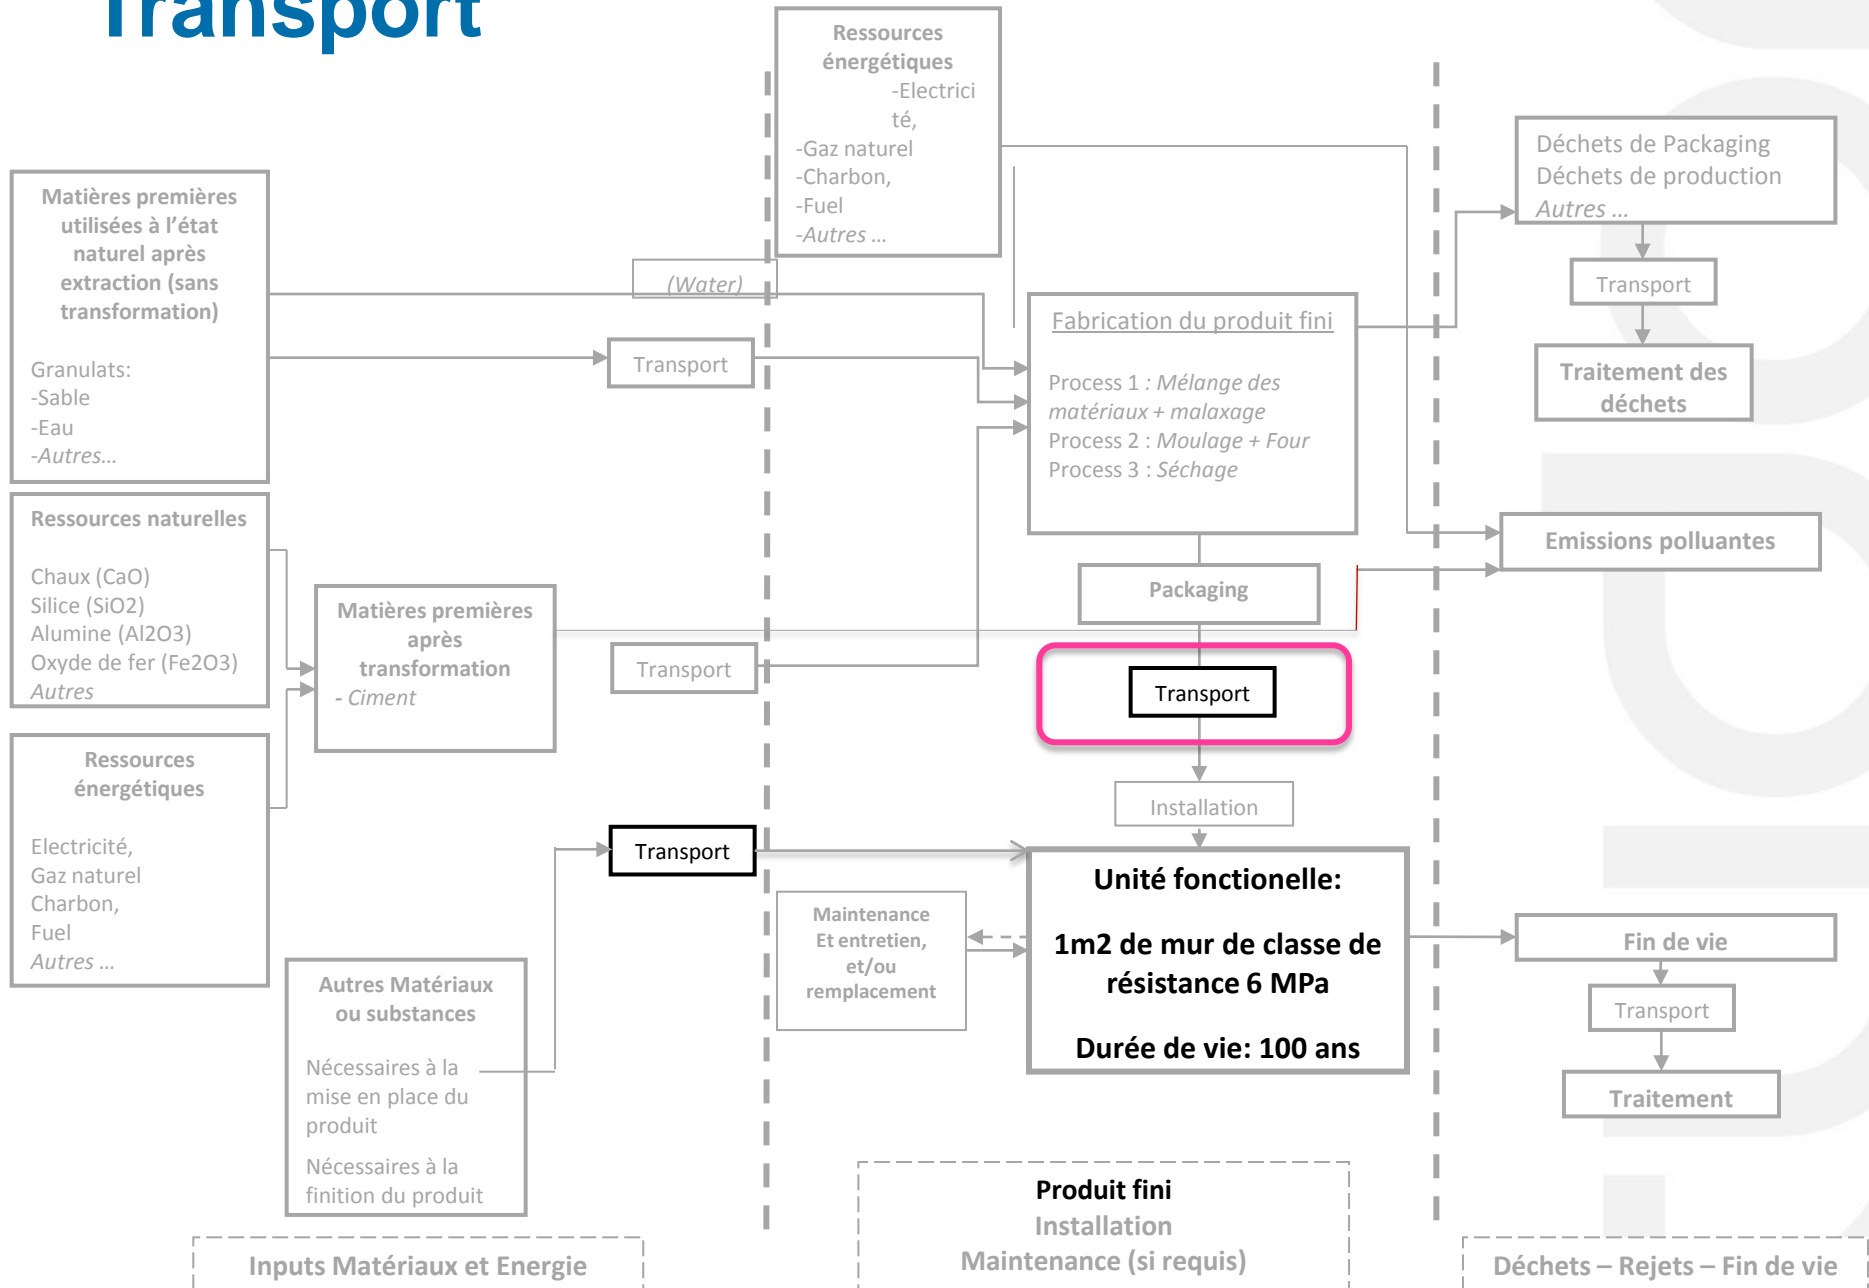 Transport
Ressources
énergétiques
-Electrici
té,
-Gaz naturel
-Charbon,
-Fuel
-Autres ...
Matières premières
utilisées à l'état
naturel après
extraction (sans
transformation)
Granulats:
-Sable
-Eau
-Autres...
(Water)
Transport
Fabrication du produit fini
Process 1 : Mélange des
matériaux + malaxage
Process 2 : Moulage + Four
Process 3 : Séchage
Déchets de Packaging
Déchets de production
Autres ...
Transport
Traitement des
déchets
Ressources naturelles
Chaux (CaO)
Silice (SiO2)
Alumine (Al2O3)
Oxyde de fer (Fe2O3)
Autres
Matières premières
après
transformation
- Ciment
Transport
Packaging
Emissions polluantes
Transport
Installation
Ressources
énergétiques
Electricité,
Gaz naturel
Charbon,
Fuel
Autres ...
Transport
Autres Matériaux
ou substances
Nécessaires à la
mise en place du
produit
Nécessaires à la
finition du produit
Maintenance
Et entretien,
et/ou
remplacement
Unité fonctionelle:
1m2 de mur de classe de
résistance 6 MPa
Durée de vie: 100 ans
Fin de vie
Transport
Traitement
Inputs Matériaux et Energie
Produit fini
Installation
Maintenance (si requis)
Déchets – Rejets – Fin de vie